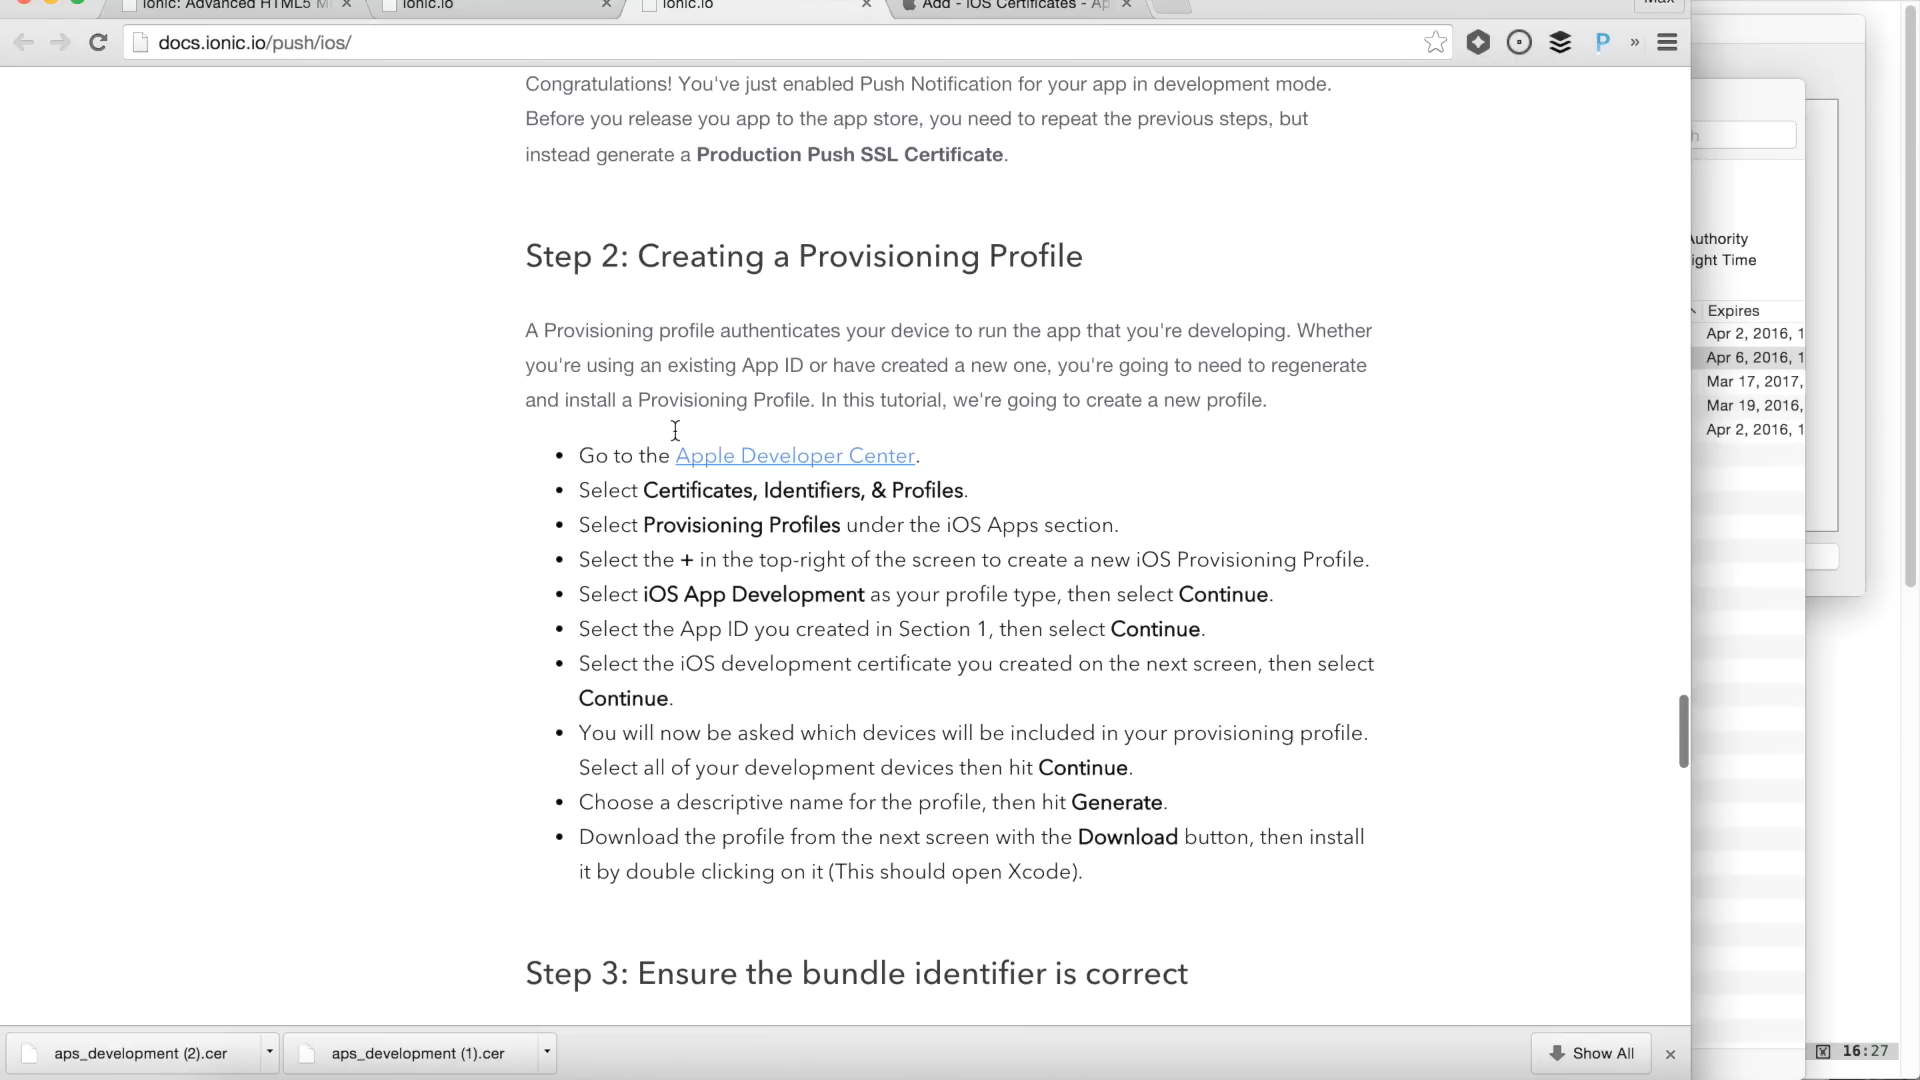 Ionic: Advanced HTML5 M
Ionic.io
Ionic.io
Add - iOS Certificates - Ap
Max
docs.ionic.io/push/ios/
Congratulations! You've just enabled Push Notification for your app in development mode.
Before you release you app to the app store, you need to repeat the previous steps, but
instead generate a Production Push SSL Certificate.
Step 2: Creating a Provisioning Profile
A Provisioning profile authenticates your device to run the app that you're developing. Whether
you're using an existing App ID or have created a new one, you're going to need to regenerate
and install a Provisioning Profile. In this tutorial, we're going to create a new profile.
• Go to the Apple Developer Center.
• Select Certificates, Identifiers, & Profiles.
• Select Provisioning Profiles under the iOS Apps section.
• Select the + in the top-right of the screen to create a new iOS Provisioning Profile.
• Select iOS App Development as your profile type, then select Continue.
• Select the App ID you created in Section 1, then select Continue.
• Select the iOS development certificate you created on the next screen, then select
Continue.
• You will now be asked which devices will be included in your provisioning profile.
Select all of your development devices then hit Continue.
• Choose a descriptive name for the profile, then hit Generate.
• Download the profile from the next screen with the Download button, then install
it by double clicking on it (This should open Xcode).
Step 3: Ensure the bundle identifier is correct
aps_development (2).cer
aps_development (1).cer
Show All
uthority
ight Time
Expires
Apr 2, 2016, 1
Apr 6, 2016, 1
Mar 17, 2017,
Mar 19, 2016,
Apr 2, 2016, 1
16:27